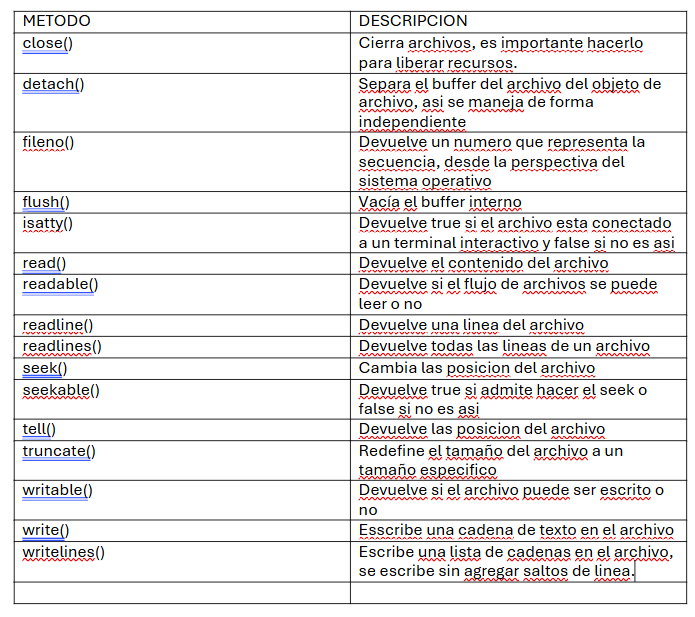 METODO DESCRIPCION
close() Cierra archivos, es importante hacerlo
para liberar recursos.
detach() Separa el buffer del archivo del objeto de
archivo, asi se maneja de forma
independiente
fileno() Devuelve un numero que representa la
secuencia, desde la perspectiva del
sistema operativo
flush() Vacía el buffer interno
isatty() Devuelve true si el archivo esta conectado
a un terminal interactivo y false si no es asi
read() Devuelve el contenido del archivo
readable() Devuelve si el flujo de archivos se puede
leer o no
readline() Devuelve una linea del archivo
readlines() Devuelve todas las lineas de un archivo
seek() Cambia las posicion del archivo
seekable() Devuelve true si admite hacer el seek o
false si no es asi
tell() Devuelve las posicion del archivo
truncate() Redefine el tamaño del archivo a un
tamaño especifico
writable() Devuelve si el archivo puede ser escrito o
no
write() Esscribe una cadena de texto en el archivo
writelines() Escribe una lista de cadenas en el archivo,
se escribe sin agregar saltos de linea.